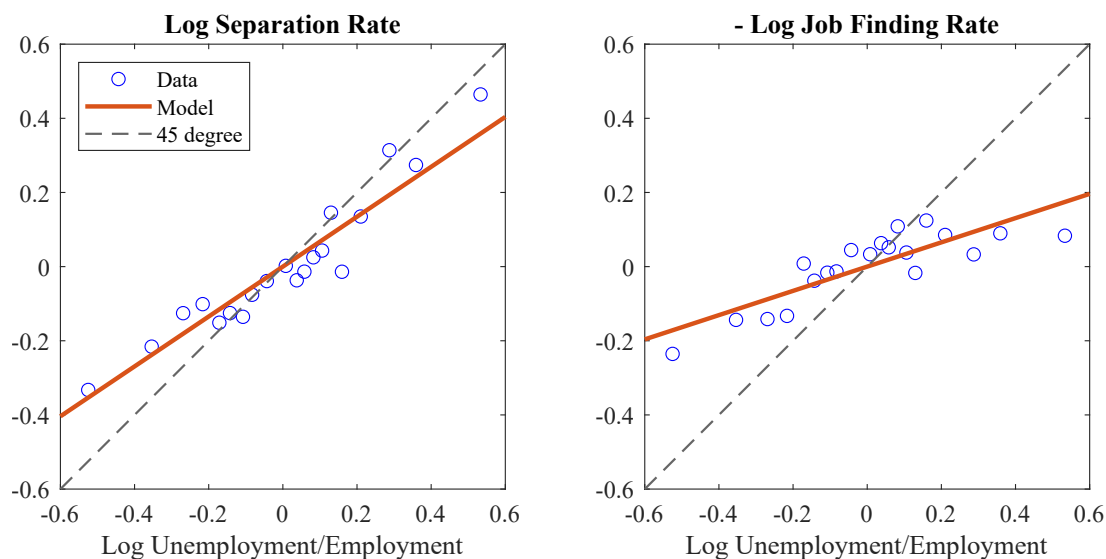 Log Separation Rate
0.6
0.4
0.2
0
-0.2
-0.4
-0.6
Data
Model
45 degree
-0.6 -0.4 -0.2 0 0.2 0.4 0.6
Log Unemployment/Employment
- Log Job Finding Rate
0.6
0.4
0.2
0
-0.2
-0.4
-0.6
-0.6 -0.4 -0.2 0 0.2 0.4 0.6
Log Unemployment/Employment